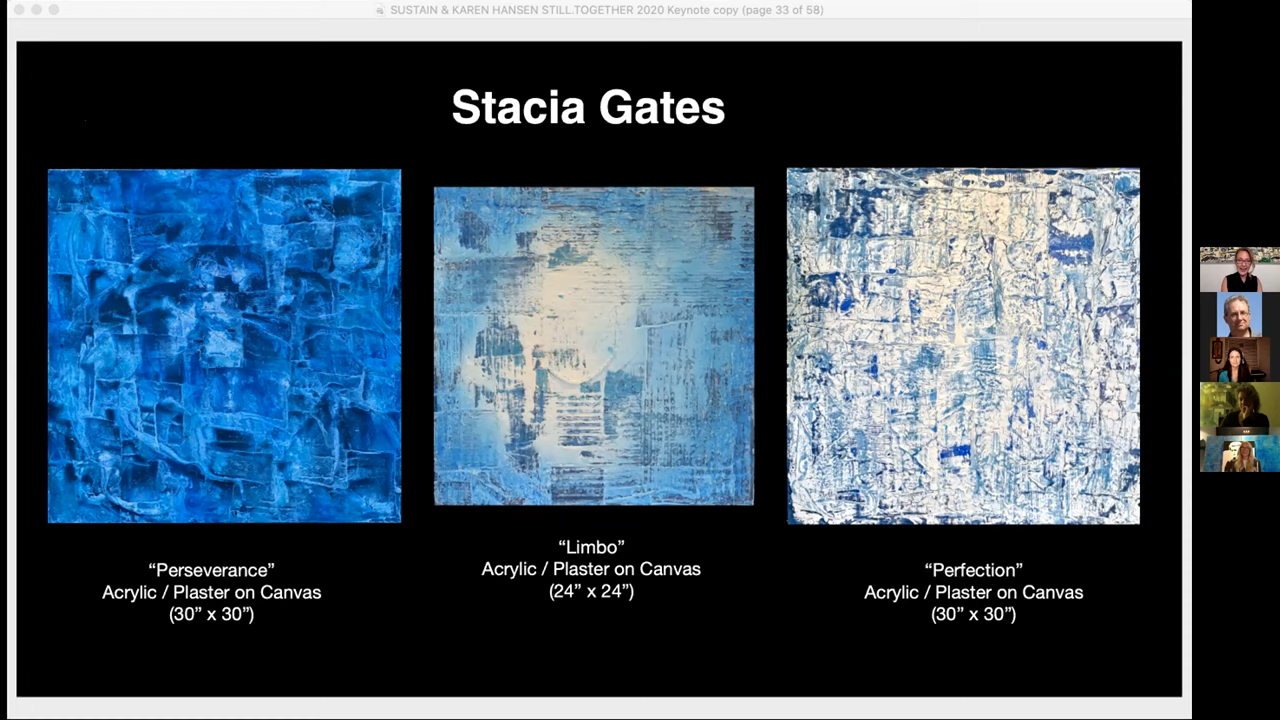 SUSTAIN & KAREN HANSEN STILL.TOGETHER 2020 Keynote copy (page 33 of 58)
Stacia Gates
“Perseverance”
Acrylic / Plaster on Canvas
(30” x 30”)
“Limbo”
Acrylic / Plaster on Canvas
(24” x 24”)
“Perfection”
Acrylic / Plaster on Canvas
(30” x 30”)